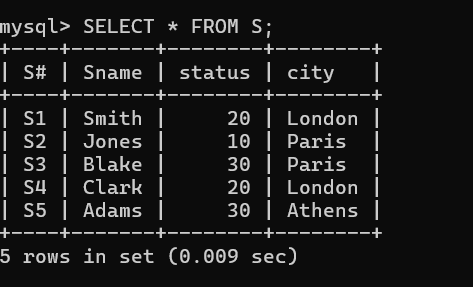 mysql> SELECT * FROM S;
+----+-------+--------+--------+
| S# | Sname | status | city   |
+----+-------+--------+--------+
| S1 | Smith |     20 | London |
| S2 | Jones |     10 | Paris  |
| S3 | Blake |     30 | Paris  |
| S4 | Clark |     20 | London |
| S5 | Adams |     30 | Athens |
+----+-------+--------+--------+
5 rows in set (0.009 sec)